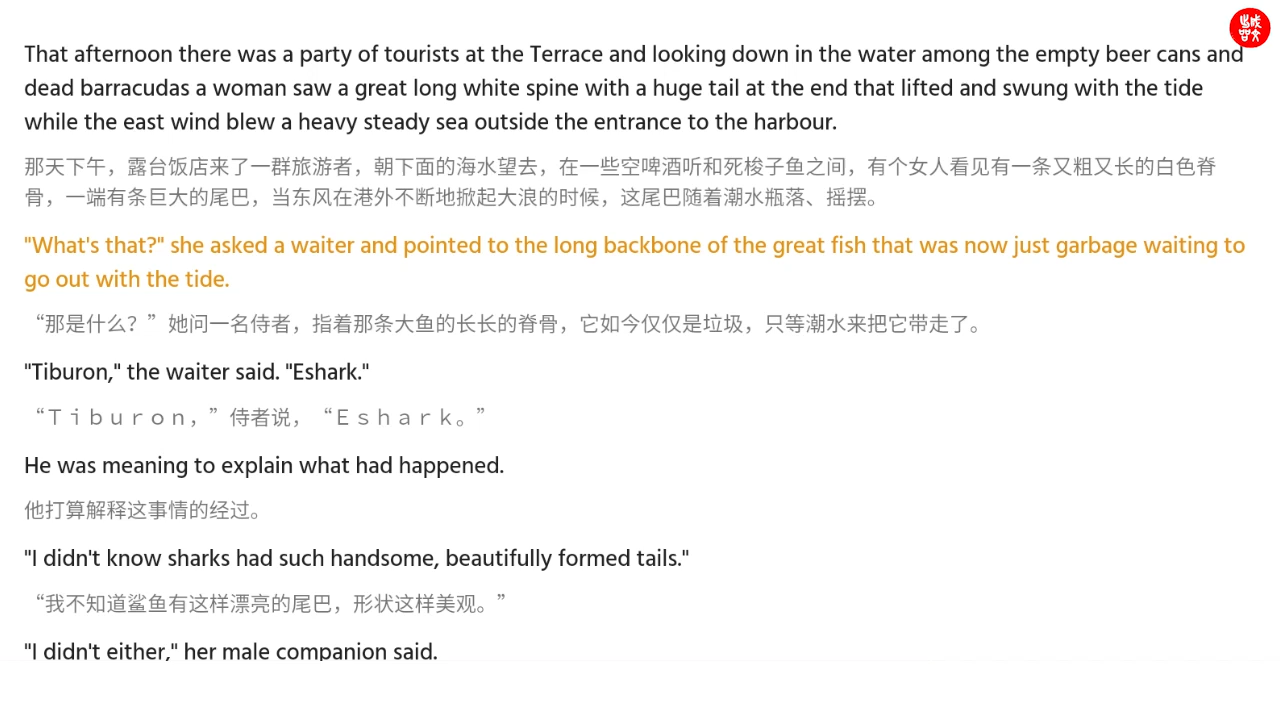 That afternoon there was a party of tourists at the Terrace and looking down in the water among the empty beer cans and
dead barracudas a woman saw a great long white spine with a huge tail at the end that lifted and swung with the tide
while the east wind blew a heavy steady sea outside the entrance to the harbour.
那天下午，露台饭店来了一群旅游者，朝下面的海水望去，在一些空啤酒听和死梭子鱼之间，有个女人看见有一条又粗又长的白色脊
骨，一端有条巨大的尾巴，当东风在港外不断地掀起大浪的时候，这尾巴随着潮水瓶落、摇摆。
"What's that?" she asked a waiter and pointed to the long backbone of the great fish that was now just garbage waiting to
go out with the tide.
“那是什么？”她问一名侍者，指着那条大鱼的长长的脊骨，它如今仅仅是垃圾，只等潮水来把它带走了。
"Tiburon," the waiter said. "Eshark."
“Ｔｉｂｕｒｏｎ，”侍者说，“Ｅｓｈａｒｋ。”
He was meaning to explain what had happened.
他打算解释这事情的经过。
"I didn't know sharks had such handsome, beautifully formed tails."
“我不知道鲨鱼有这样漂亮的尾巴，形状这样美观。”
"I didn't either," her male companion said.